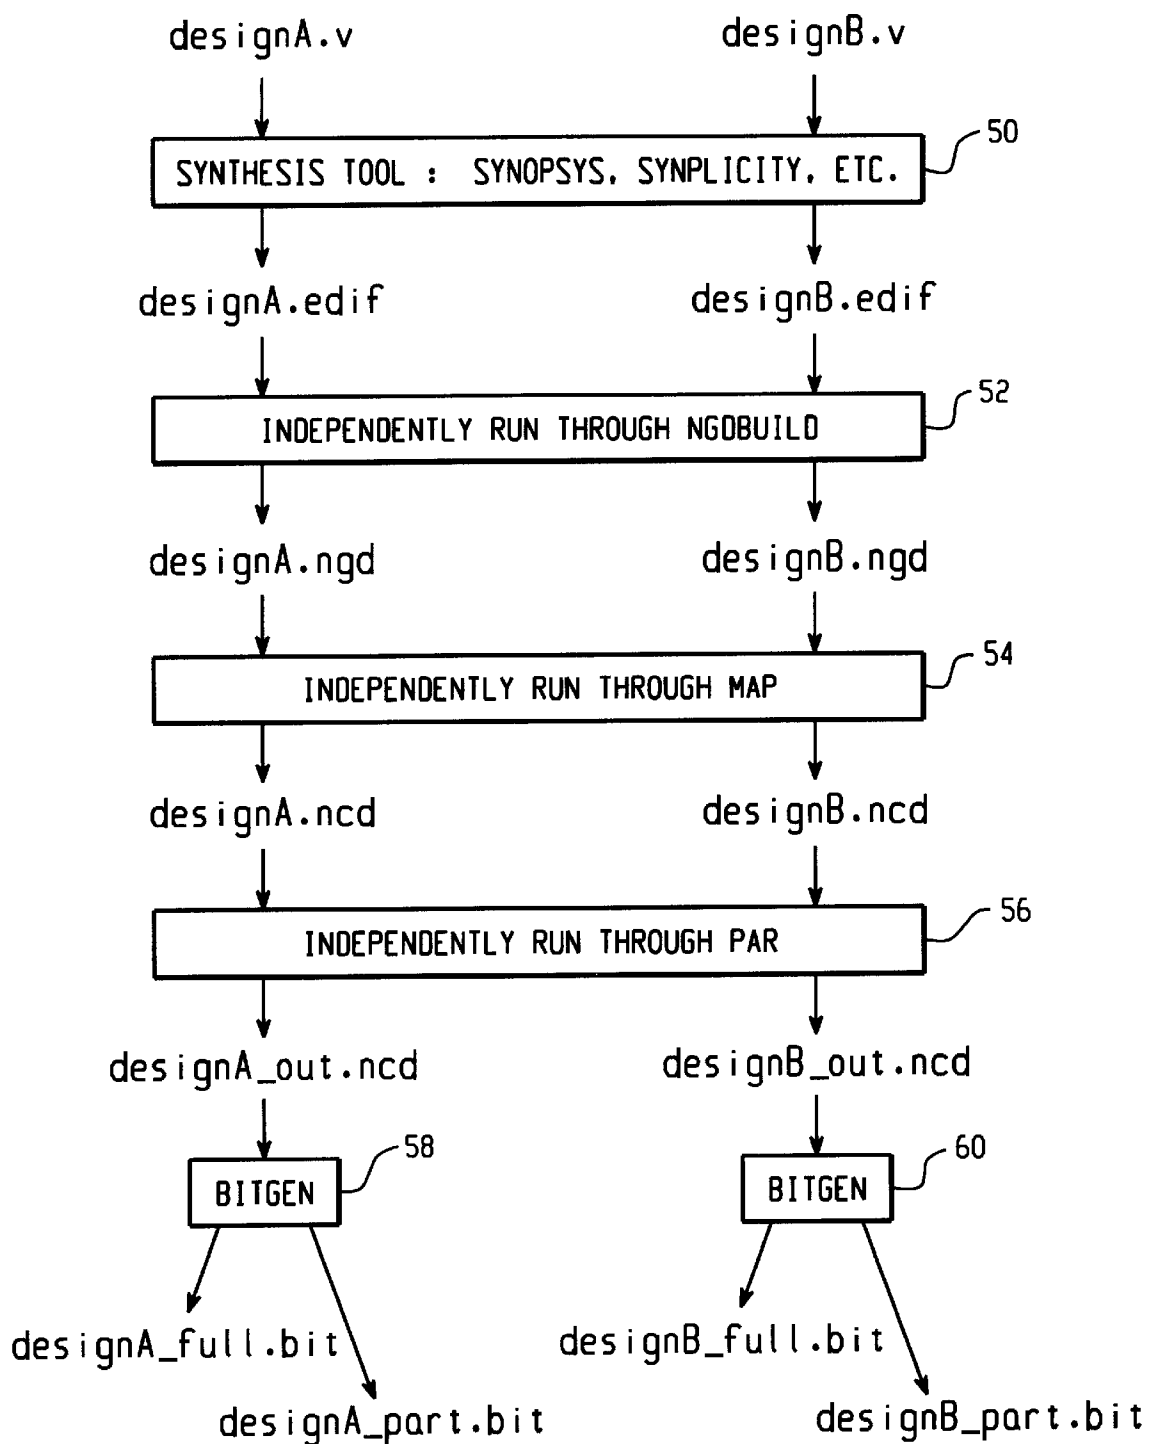 designA.v designB.v
50
SYNTHESIS TOOL : SYNOPSYS, SYNPLICITY, ETC.
designA.edif designB.edif
52
INDEPENDENTLY RUN THROUGH NGDBUILD
designA.ngd designB.ngd
54
INDEPENDENTLY RUN THROUGH MAP
designA.ncd designB.ncd
56
INDEPENDENTLY RUN THROUGH PAR
designA_out.ncd designB_out.ncd
58 60
BITGEN BITGEN
designA_full.bit designB_full.bit
designA_part.bit designB_part.bit